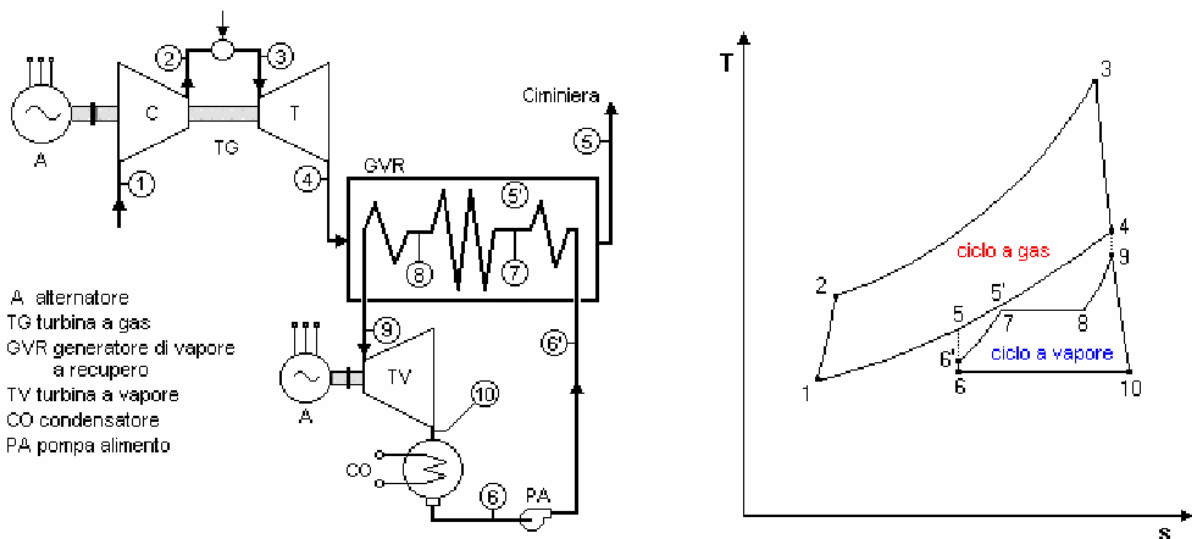 2
3
C
T
A
TG
1
4
Ciminiera
5
GVR
5'
8
7
A alternatore
TG turbina a gas
GVR generatore di vapore
a recupero
TV turbina a vapore
CO condensatore
PA pompa alimento
9
6'
TV
A
10
CO
6
PA
T
3
4
ciclo a gas
9
2
5'
5
7
8
6'
ciclo a vapore
1
6
10
s